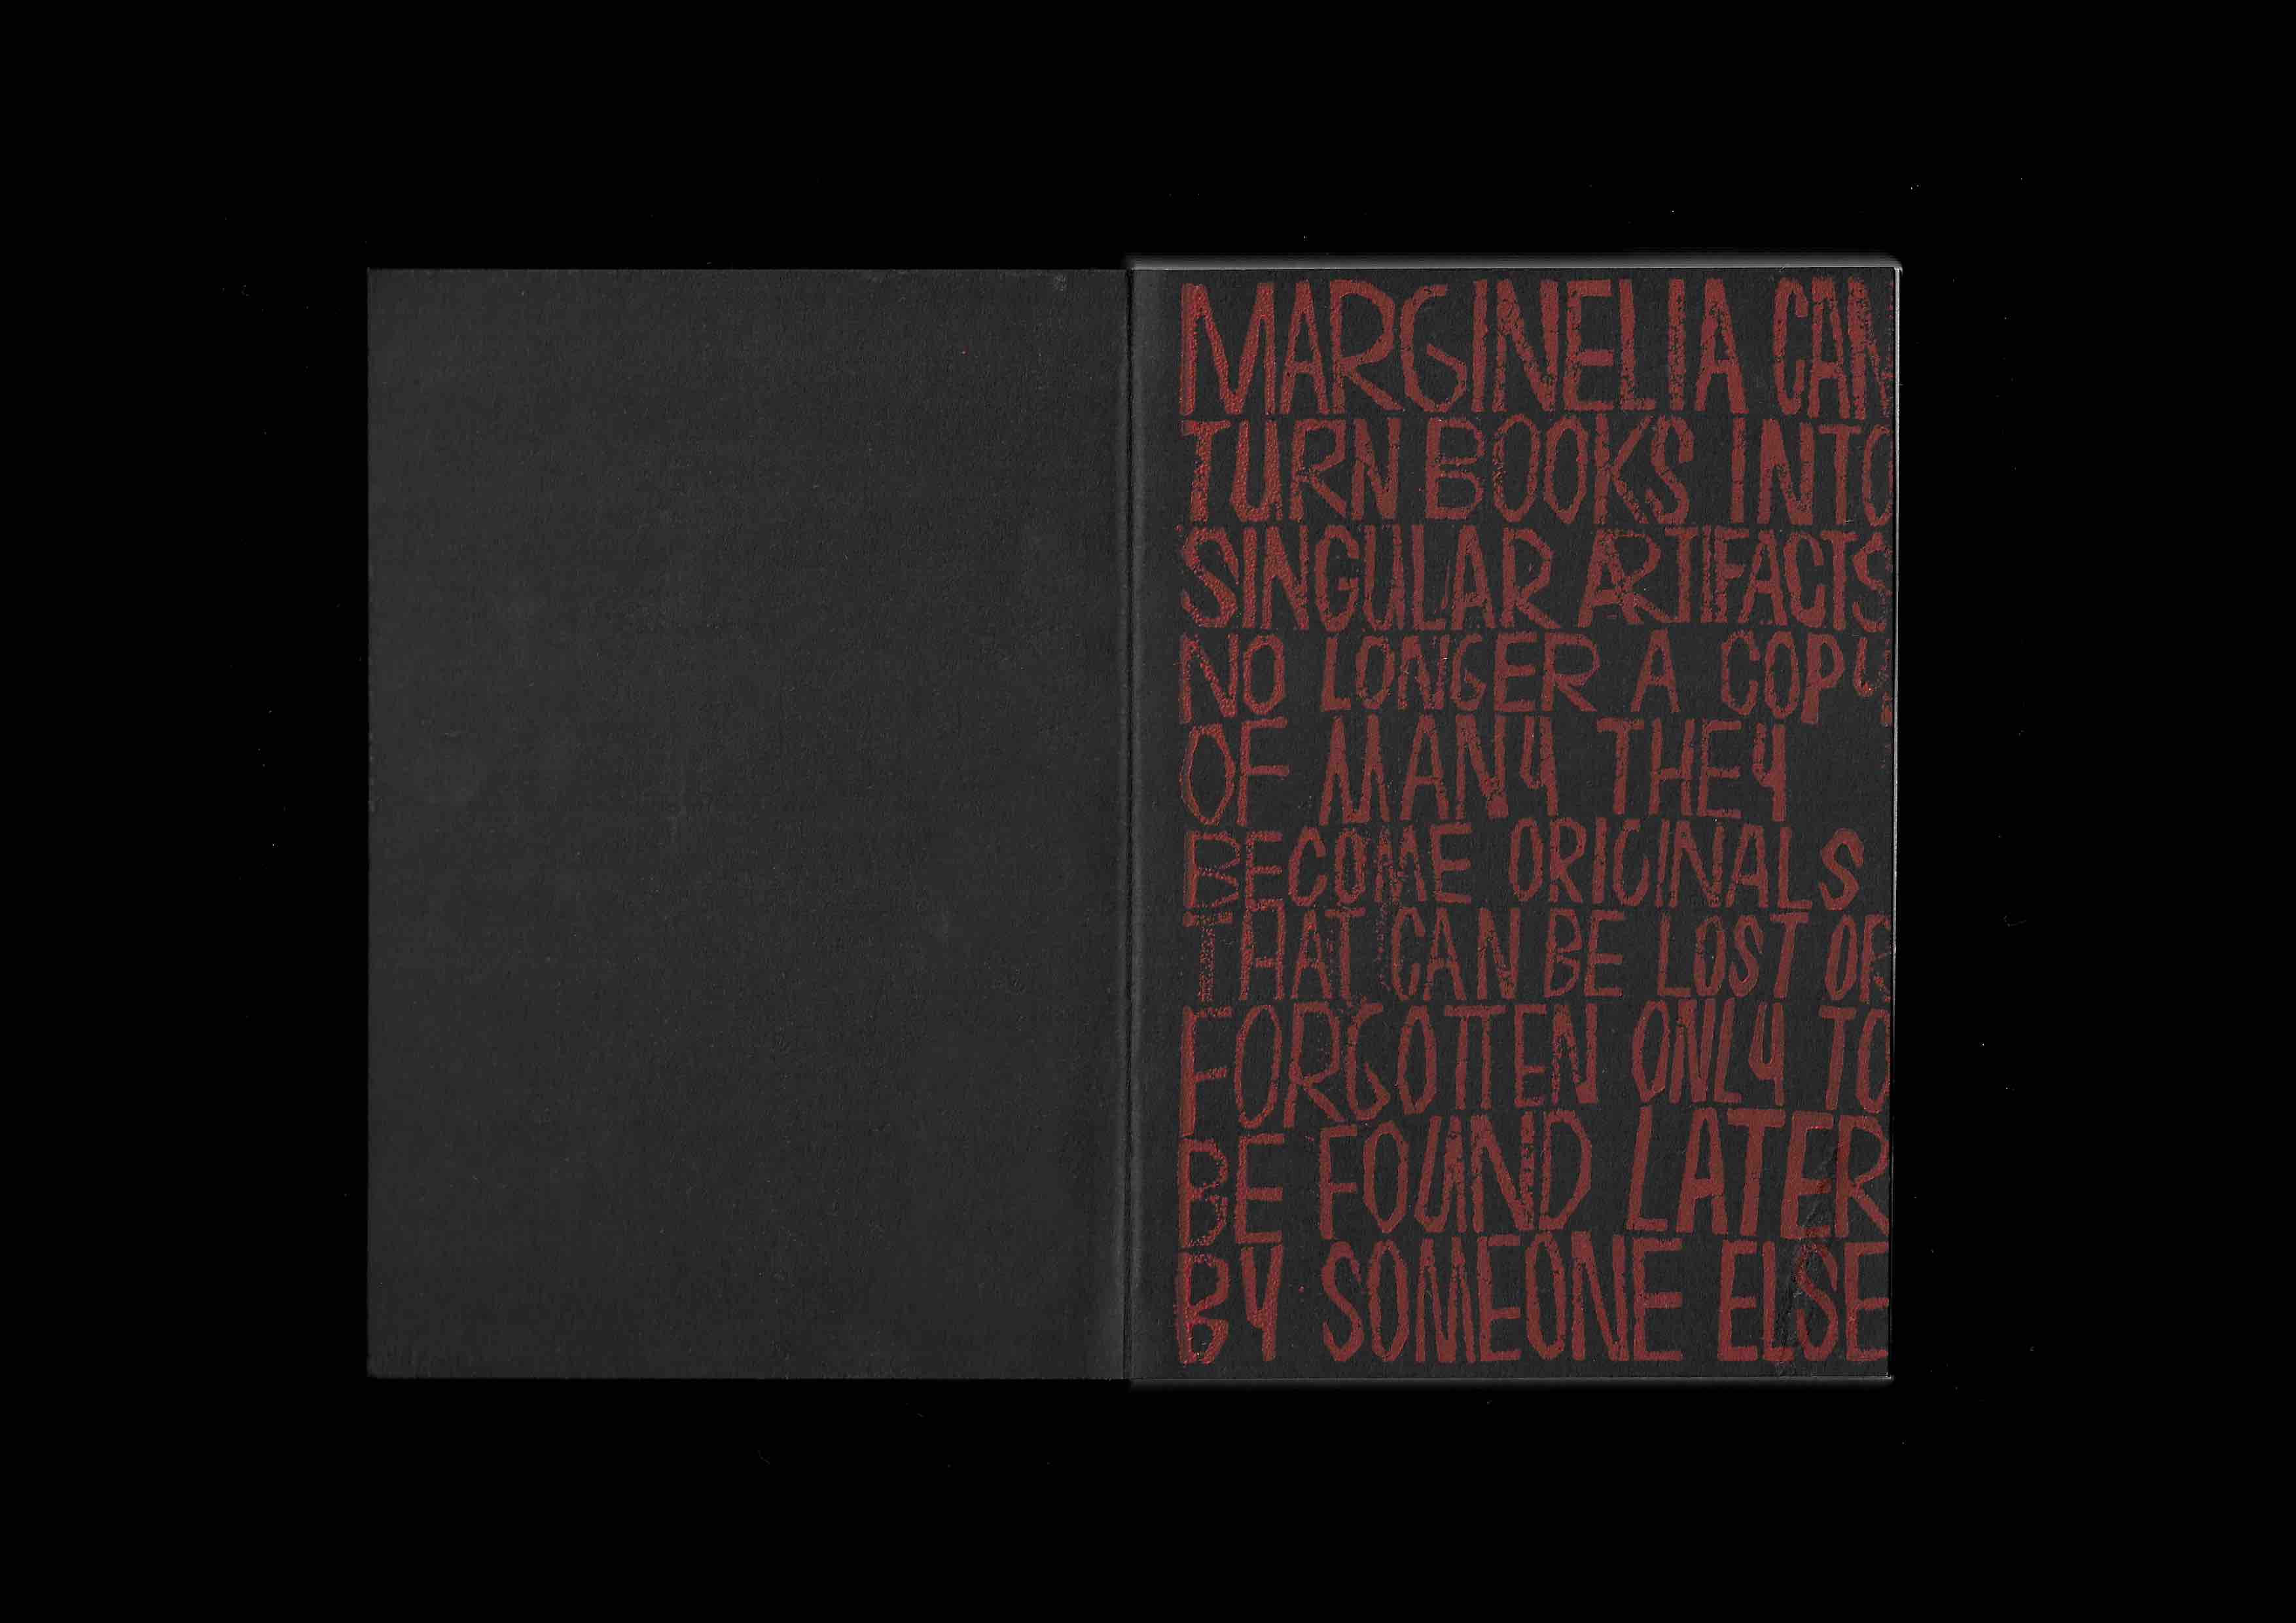 MARGINELIA CAN
TURN BOOKS INTO
SINGULAR ARTIFACTS
NO LONGER A COPY
OF MANY THEY
BECOME ORIGINALS
THAT CAN BE LOST OR
FORGOTTEN ONLY TO
BE FOUND LATER
BY SOMEONE ELSE